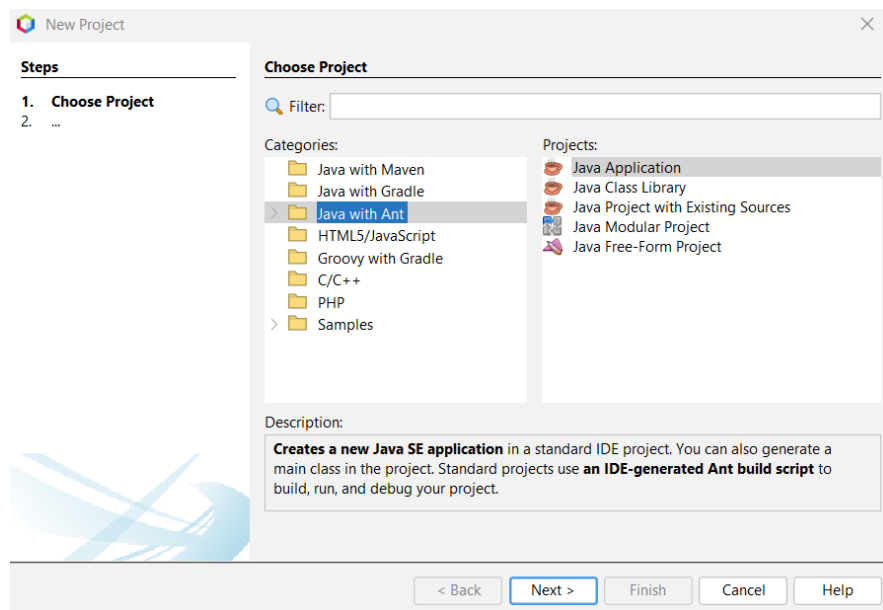 New Project
Steps
1. Choose Project
2. ...
Choose Project
Filter:
Categories:
Java with Maven
Java with Gradle
Java with Ant
HTML5/JavaScript
Groovy with Gradle
C/C++
PHP
Samples
Projects:
Java Application
Java Class Library
Java Project with Existing Sources
Java Modular Project
Java Free-Form Project
Description:
Creates a new Java SE application in a standard IDE project. You can also generate a
main class in the project. Standard projects use an IDE-generated Ant build script to
build, run, and debug your project.
< Back
Next >
Finish
Cancel
Help